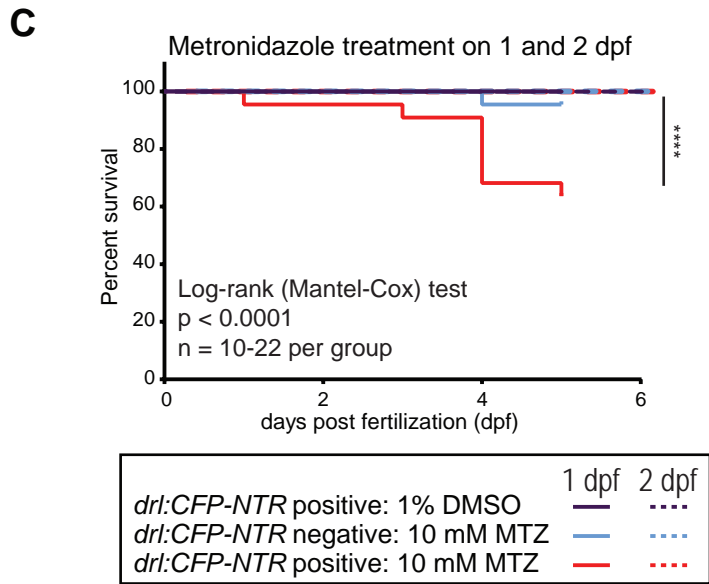 C
Metronidazole treatment on 1 and 2 dpf
Percent survival
100
80
60
40
20
0
****
Log-rank (Mantel-Cox) test
p < 0.0001
n = 10-22 per group
0 2 4 6
days post fertilization (dpf)
1 dpf 2 dpf
drl:CFP-NTR positive: 1% DMSO
drl:CFP-NTR negative: 10 mM MTZ
drl:CFP-NTR positive: 10 mM MTZ